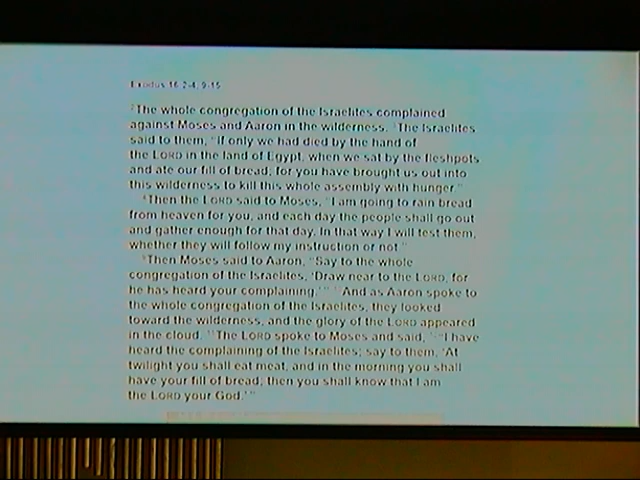 Exodus 16:2-4, 9-15
²The whole congregation of the Israelites complained
against Moses and Aaron in the wilderness. ³The Israelites
said to them, "If only we had died by the hand of
the LORD in the land of Egypt, when we sat by the fleshpots
and ate our fill of bread; for you have brought us out into
this wilderness to kill this whole assembly with hunger."
⁴Then the LORD said to Moses, "I am going to rain bread
from heaven for you, and each day the people shall go out
and gather enough for that day. In that way I will test them,
whether they will follow my instruction or not."
⁹Then Moses said to Aaron, "Say to the whole
congregation of the Israelites, 'Draw near to the LORD, for
he has heard your complaining.'" ¹⁰And as Aaron spoke to
the whole congregation of the Israelites, they looked
toward the wilderness, and the glory of the LORD appeared
in the cloud. ¹¹The LORD spoke to Moses and said, ¹²"I have
heard the complaining of the Israelites; say to them, 'At
twilight you shall eat meat, and in the morning you shall
have your fill of bread; then you shall know that I am
the LORD your God.'"